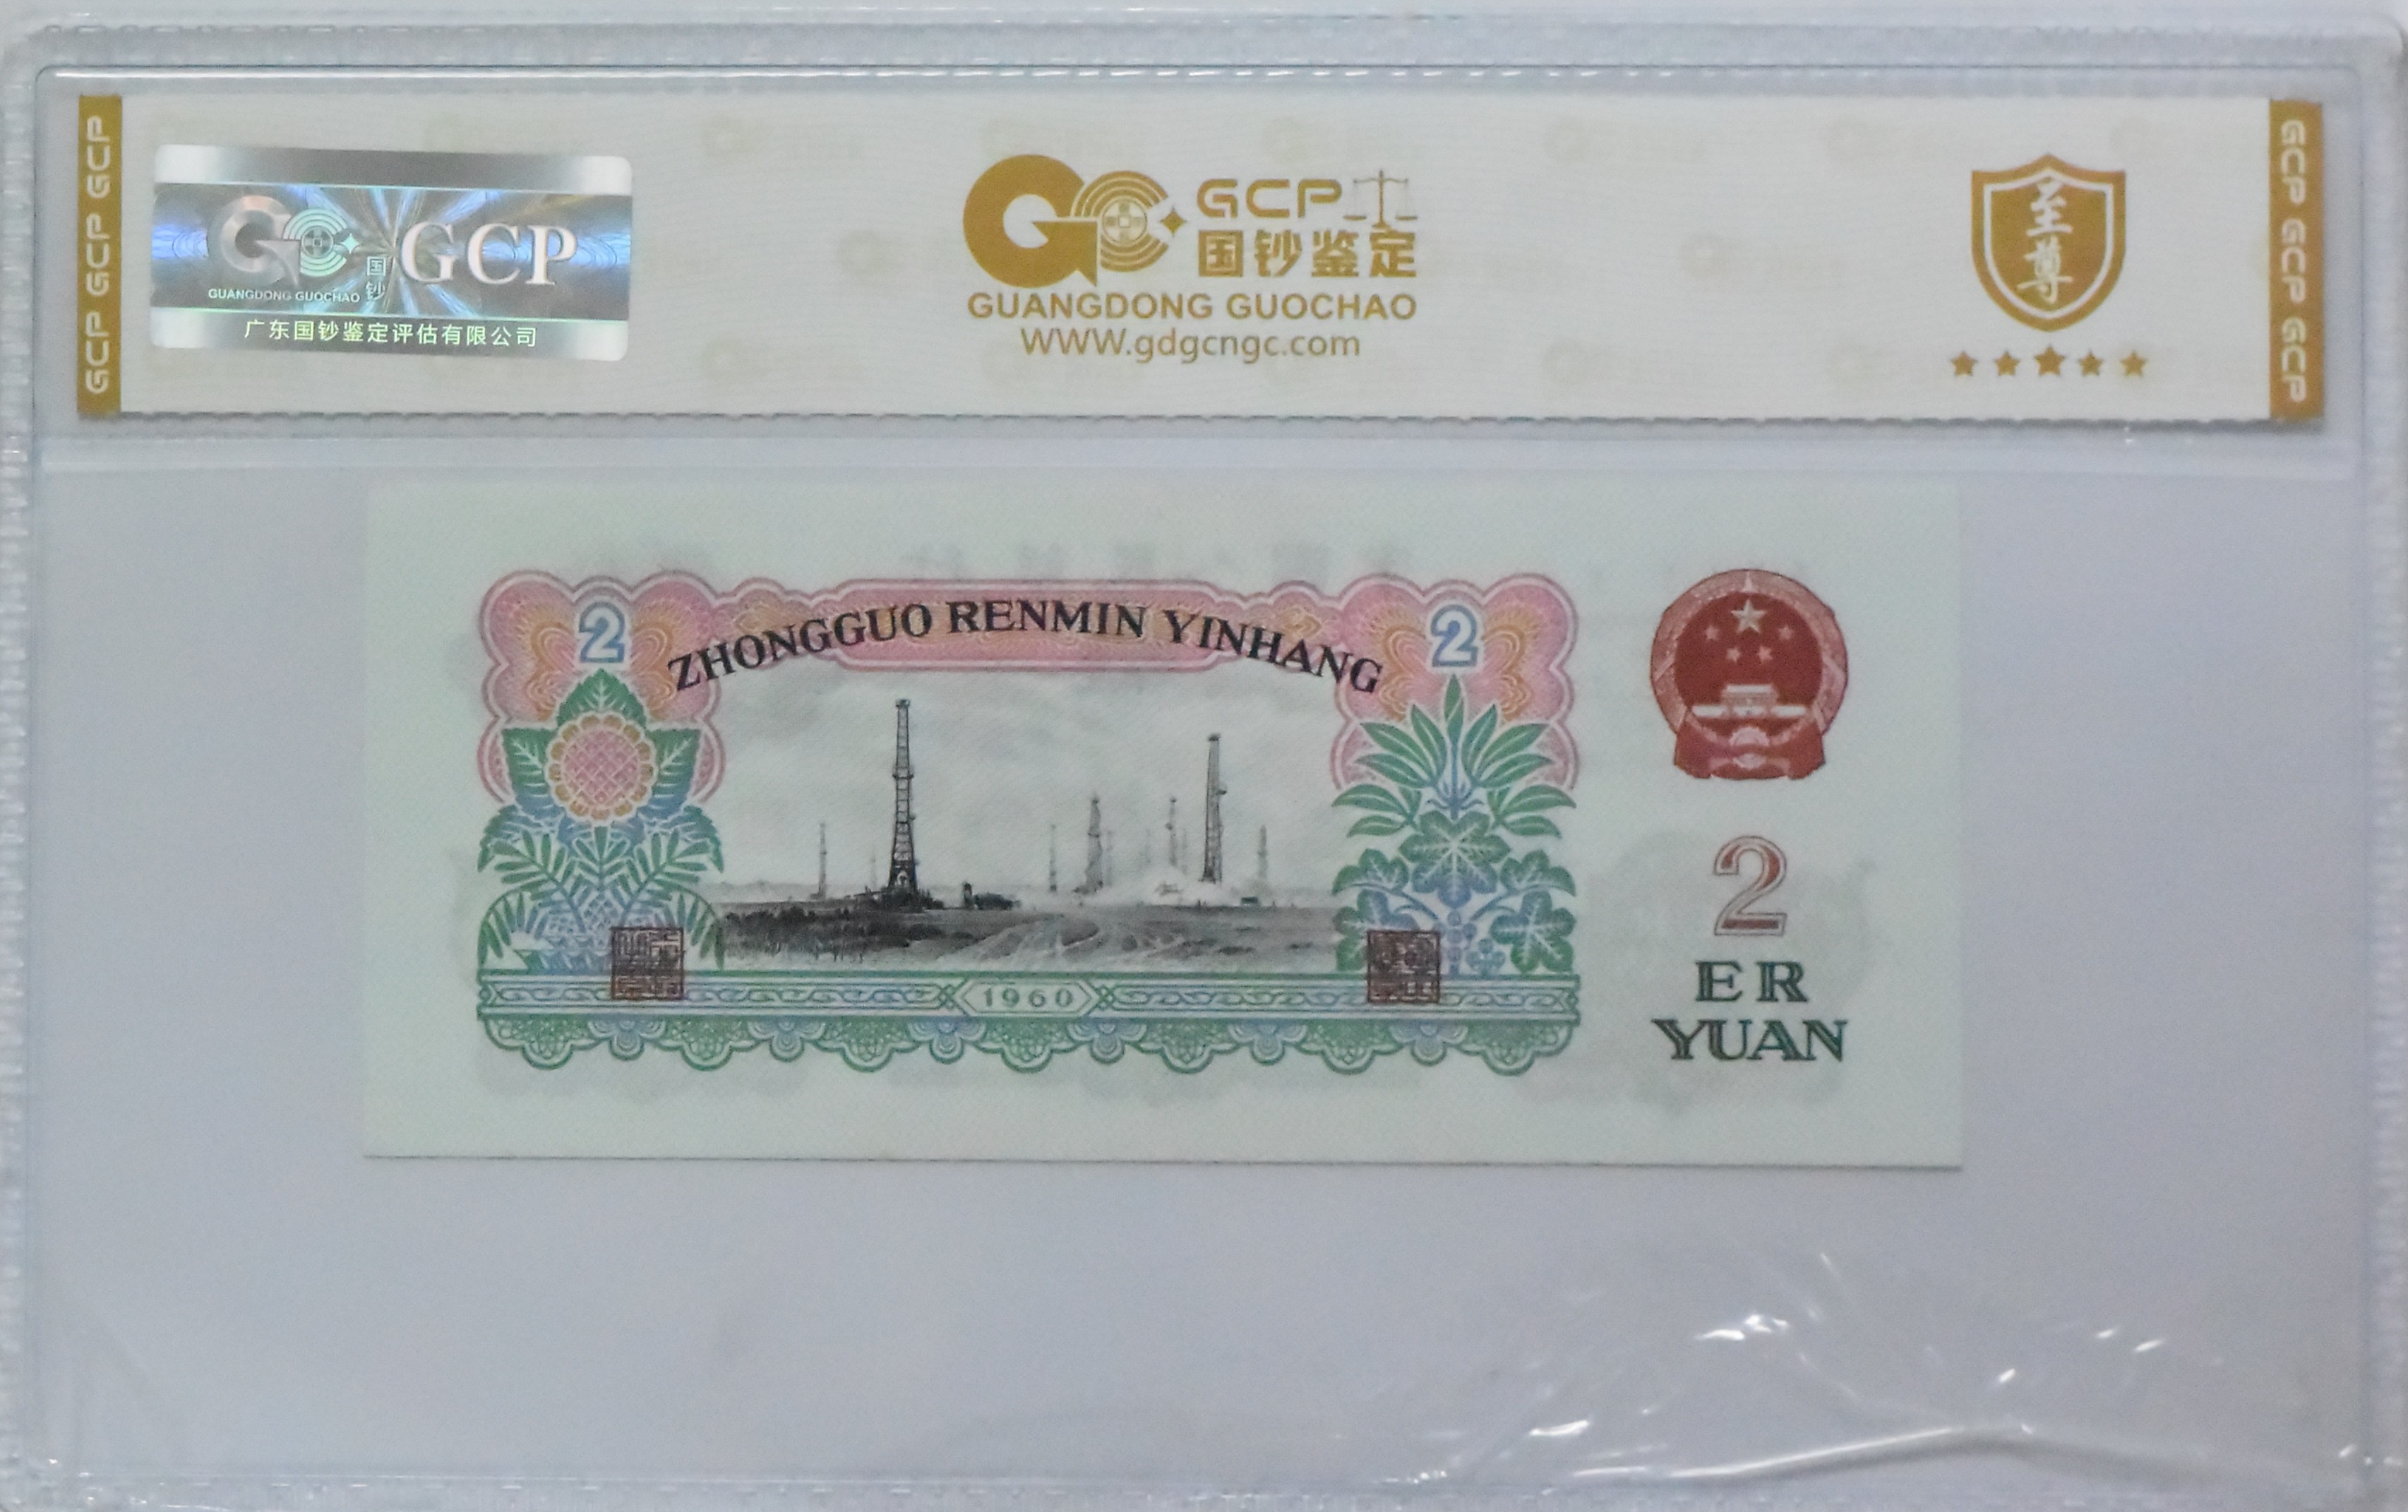 GCP GCP GCP
GUANGDONG GUOCHAO
国钞
GCP
广东国钞鉴定评估有限公司
GCP
国钞鉴定
GUANGDONG GUOCHAO
WWW.gdgcngc.com
至尊
GCP GCP GCP
2
ZHONGGUO RENMIN YINHANG
2
1960
2
ER
YUAN